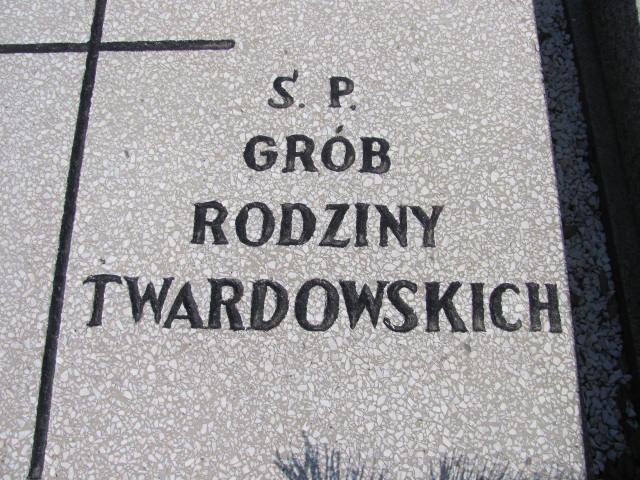 Ś. P.
GRÓB
RODZINY
TWARDOWSKICH